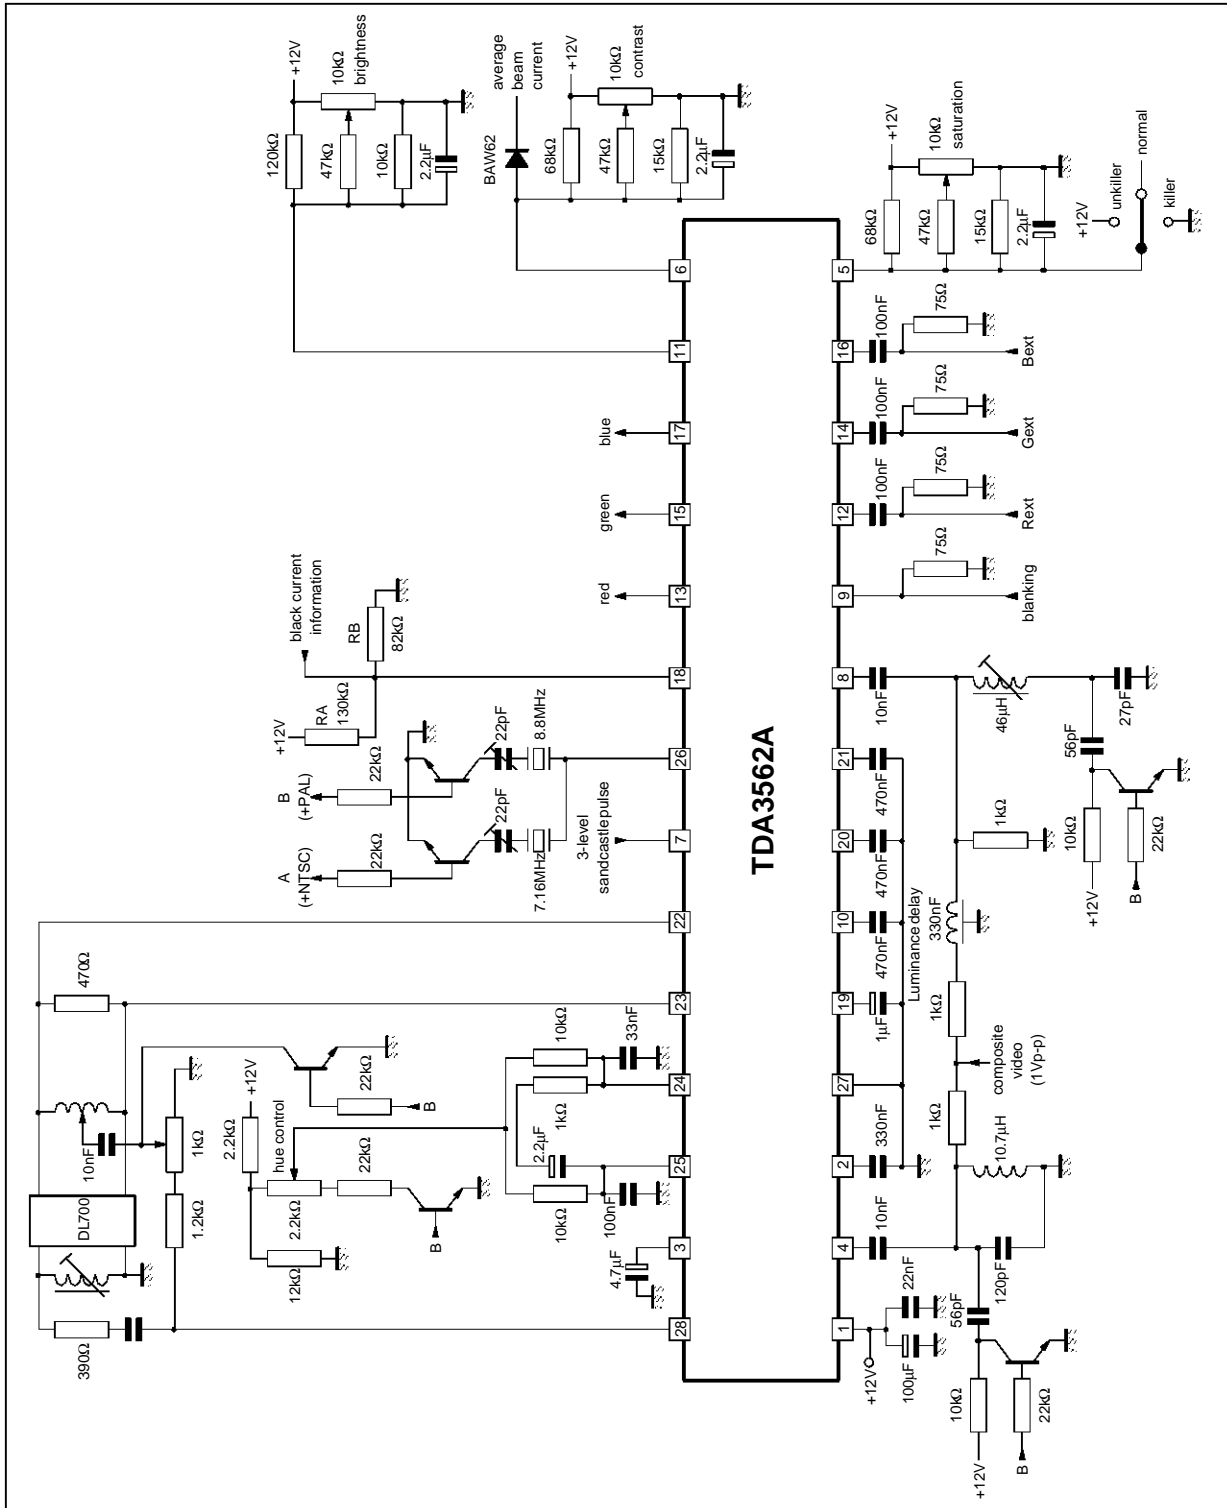 +12V
10kΩ
brightness
120kΩ
47kΩ
10kΩ
2.2µF
average
beam
current
BAW62
+12V
10kΩ
contrast
68kΩ
47kΩ
15kΩ
2.2µF
+12V
10kΩ
saturation
68kΩ
47kΩ
15kΩ
2.2µF
+12V
unkiller
killer
normal
6
5
11
16
100nF
75Ω
Bext
blue
17
14
100nF
75Ω
Gext
green
15
12
100nF
75Ω
Rext
red
13
9
75Ω
blanking
black current
information
RB
82kΩ
RA
130kΩ
+12V
18
8
10nF
46µH
56pF
27pF
10kΩ
+12V
22kΩ
B
B
(+PAL)
22kΩ
22pF
8.8MHz
26
21
470nF
A
(+NTSC)
22kΩ
22pF
7.16MHz
3-level
sandcastle pulse
7
20
470nF
TDA3562A
1kΩ
22
10
470nF
Luminance delay
330nF
470Ω
23
19
1µF
1kΩ
10kΩ
33nF
24
27
1kΩ
composite
video
(1Vp-p)
22kΩ
B
+12V
2.2kΩ
hue control
2.2kΩ
22kΩ
B
12kΩ
2.2µF
25
2
330nF
1kΩ
10.7µH
10kΩ
100nF
10nF
1kΩ
1.2kΩ
DL700
390Ω
4.7µF
3
4
10nF
120pF
56pF
28
1
+12V
22nF
100µF
10kΩ
+12V
22kΩ
B